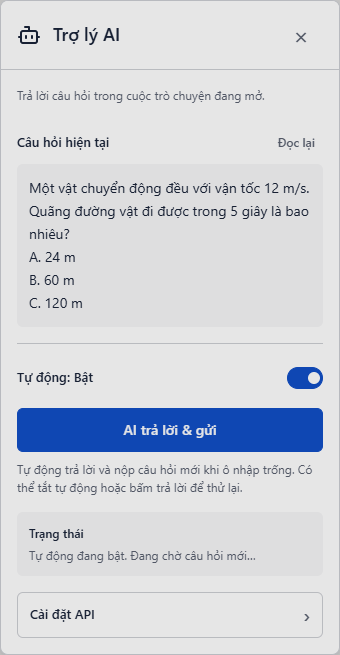 Trợ lý AI
Trả lời câu hỏi trong cuộc trò chuyện đang mở.
Câu hỏi hiện tại
Đọc lại
Một vật chuyển động đều với vận tốc 12 m/s.
Quãng đường vật đi được trong 5 giây là bao
nhiêu?
A. 24 m
B. 60 m
C. 120 m
Tự động: Bật
AI trả lời & gửi
Tự động trả lời và nộp câu hỏi mới khi ô nhập trống. Có
thể tắt tự động hoặc bấm trả lời để thử lại.
Trạng thái
Tự động đang bật. Đang chờ câu hỏi mới...
Cài đặt API